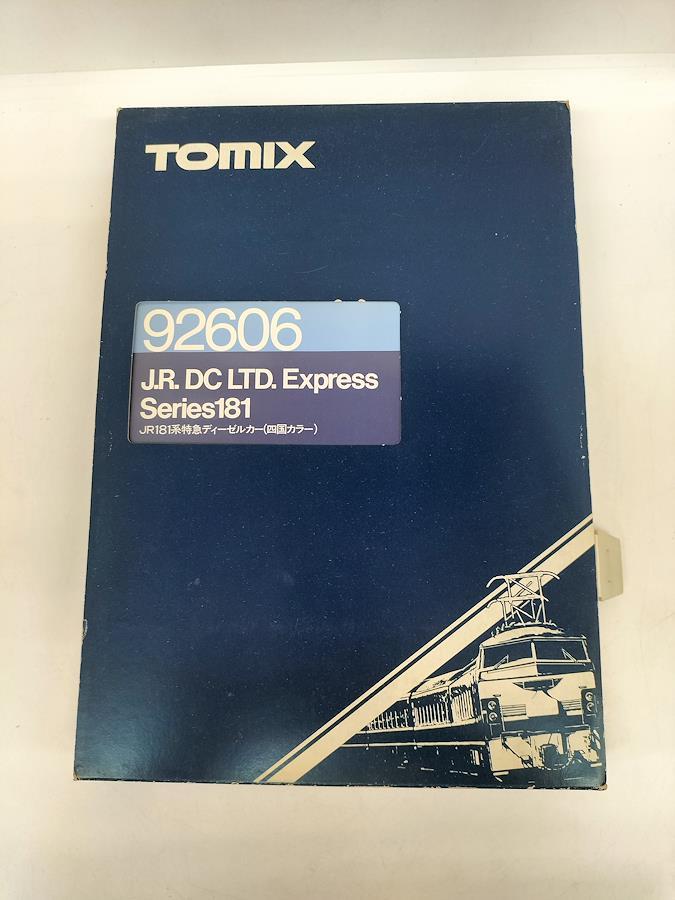 TOMIX
92606
J.R. DC LTD. Express
Series181
JR181系特急ディーゼルカー(四国カラー)